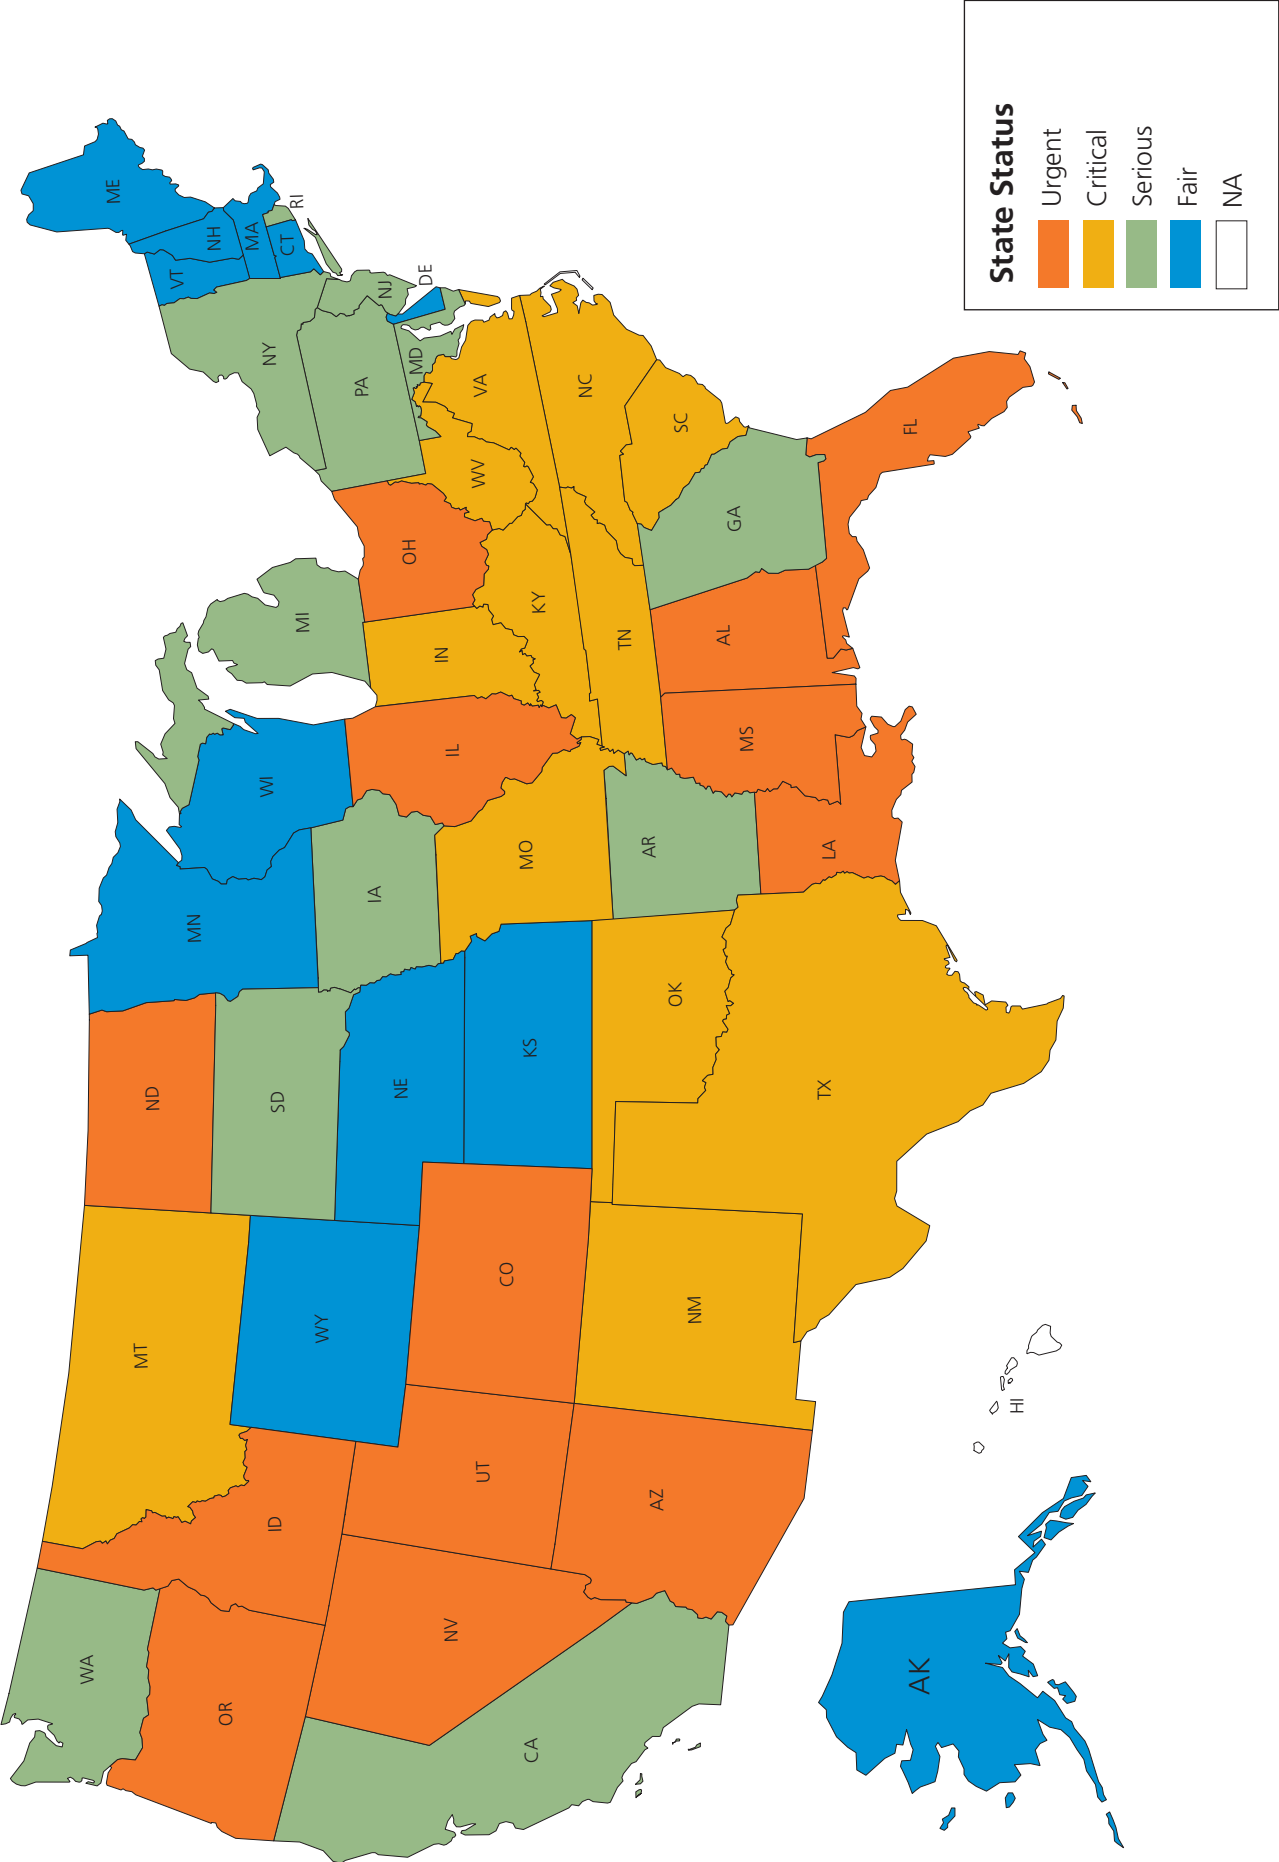 WA
OR
CA
NV
ID
MT
WY
UT
AZ
CO
NM
ND
SD
NE
KS
OK
TX
MN
IA
MO
AR
LA
WI
IL
MI
IN
OH
KY
TN
MS
AL
GA
FL
SC
NC
VA
WV
MD
DE
PA
NJ
NY
CT
RI
MA
VT
NH
ME
AK
HI
State Status
Urgent
Critical
Serious
Fair
NA